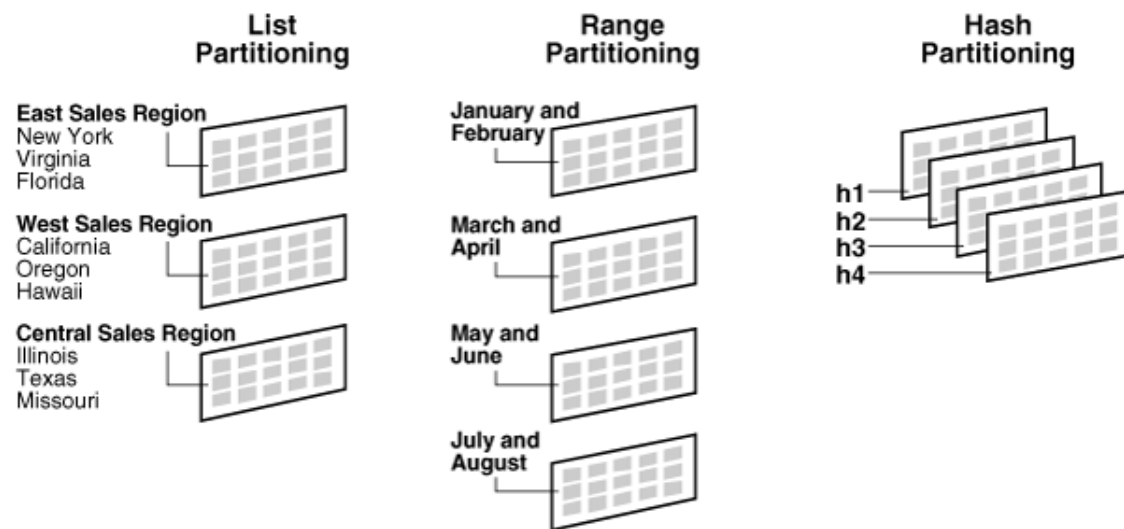 List
Partitioning
East Sales Region
New York
Virginia
Florida
West Sales Region
California
Oregon
Hawaii
Central Sales Region
Illinois
Texas
Missouri
Range
Partitioning
January and
February
March and
April
May and
June
July and
August
Hash
Partitioning
h1
h2
h3
h4